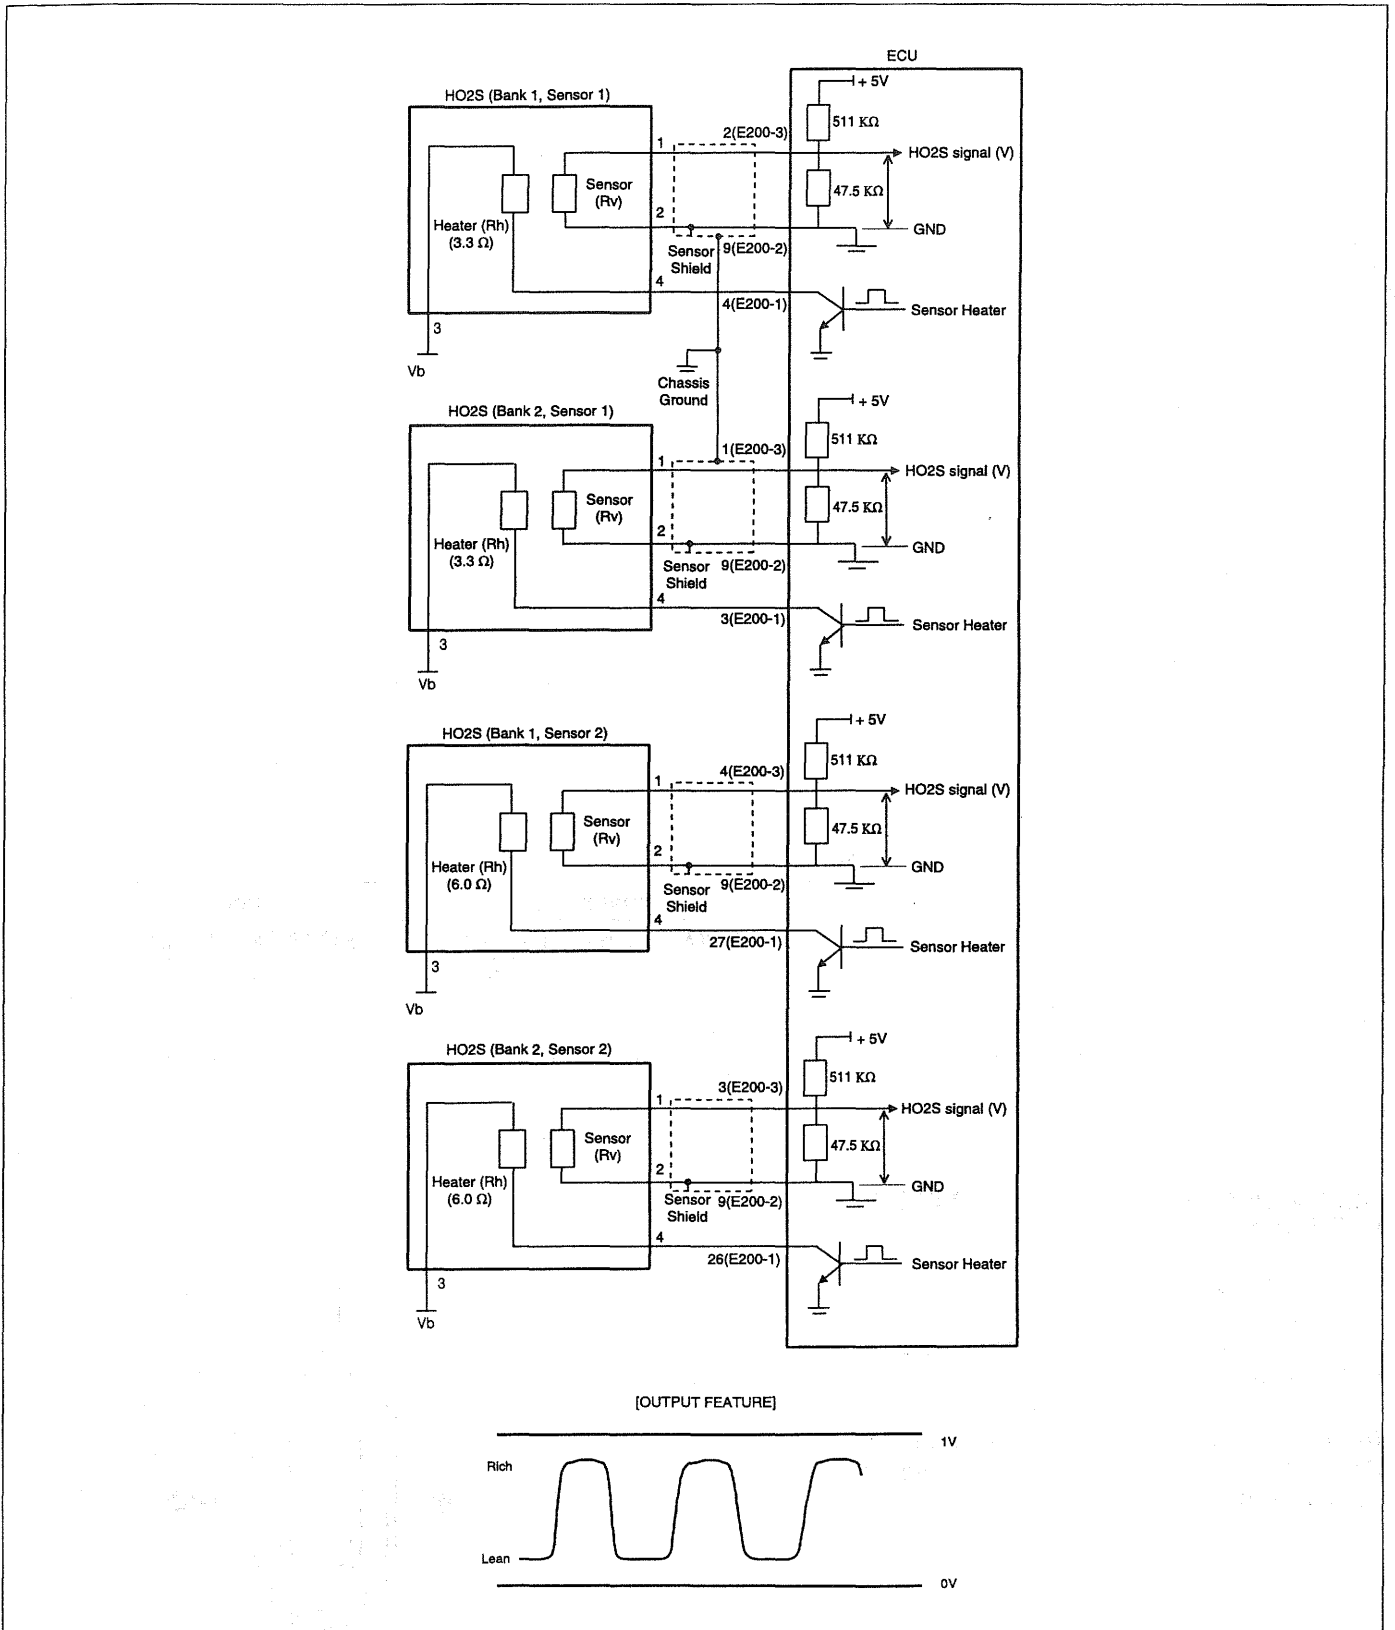 ECU
HO2S (Bank 1, Sensor 1)
+ 5V
511 KΩ
1
2(E200-3)
HO2S signal (V)
Sensor
(Rv)
47.5 KΩ
2
Heater (Rh)
(3.3 Ω)
GND
Sensor
Shield
9(E200-2)
4
4(E200-1)
Sensor Heater
3
Vb
Chassis
Ground
HO2S (Bank 2, Sensor 1)
+ 5V
511 KΩ
1
1(E200-3)
HO2S signal (V)
Sensor
(Rv)
47.5 KΩ
2
Heater (Rh)
(3.3 Ω)
GND
Sensor
Shield
9(E200-2)
4
3(E200-1)
Sensor Heater
3
Vb
HO2S (Bank 1, Sensor 2)
+ 5V
511 KΩ
1
4(E200-3)
HO2S signal (V)
Sensor
(Rv)
47.5 KΩ
2
Heater (Rh)
(6.0 Ω)
GND
Sensor
Shield
9(E200-2)
4
27(E200-1)
Sensor Heater
3
Vb
HO2S (Bank 2, Sensor 2)
+ 5V
511 KΩ
1
3(E200-3)
HO2S signal (V)
Sensor
(Rv)
47.5 KΩ
2
Heater (Rh)
(6.0 Ω)
GND
Sensor
Shield
9(E200-2)
4
26(E200-1)
Sensor Heater
3
Vb
[OUTPUT FEATURE]
1V
Rich
Lean
0V